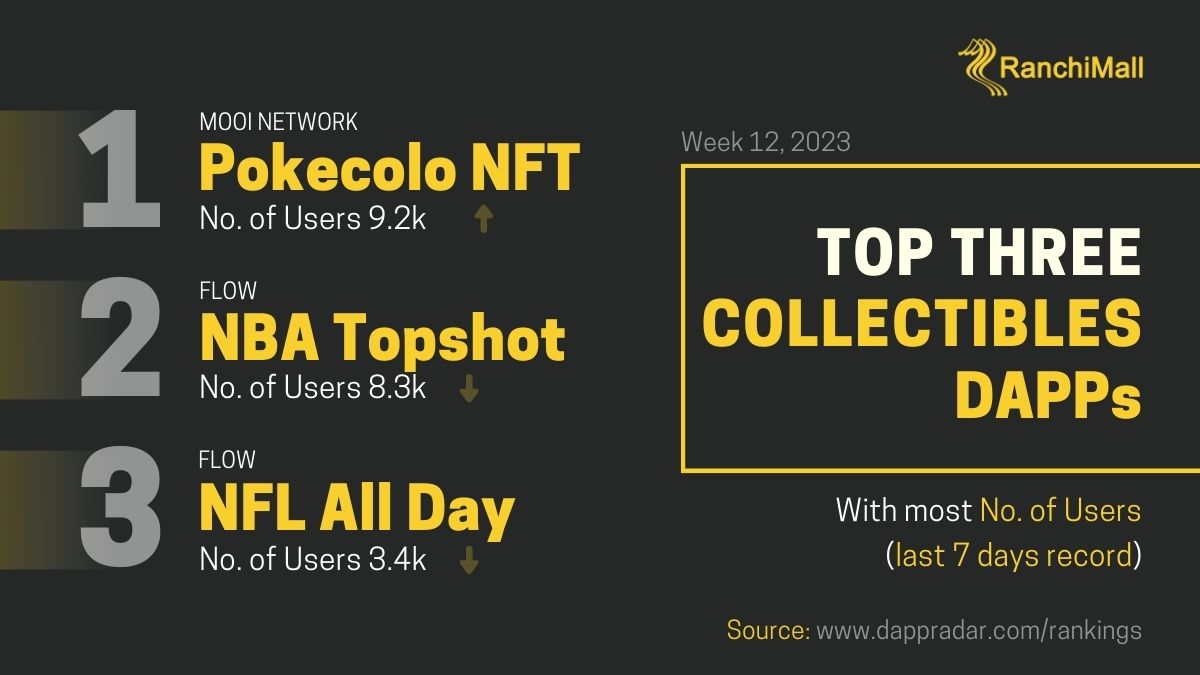 RanchiMall
1
MOOI NETWORK
Pokecolo NFT
No. of Users 9.2k
2
FLOW
NBA Topshot
No. of Users 8.3k
3
FLOW
NFL All Day
No. of Users 3.4k
Week 12, 2023
TOP THREE
COLLECTIBLES
DAPPs
With most No. of Users
(last 7 days record)
Source: www.dappradar.com/rankings